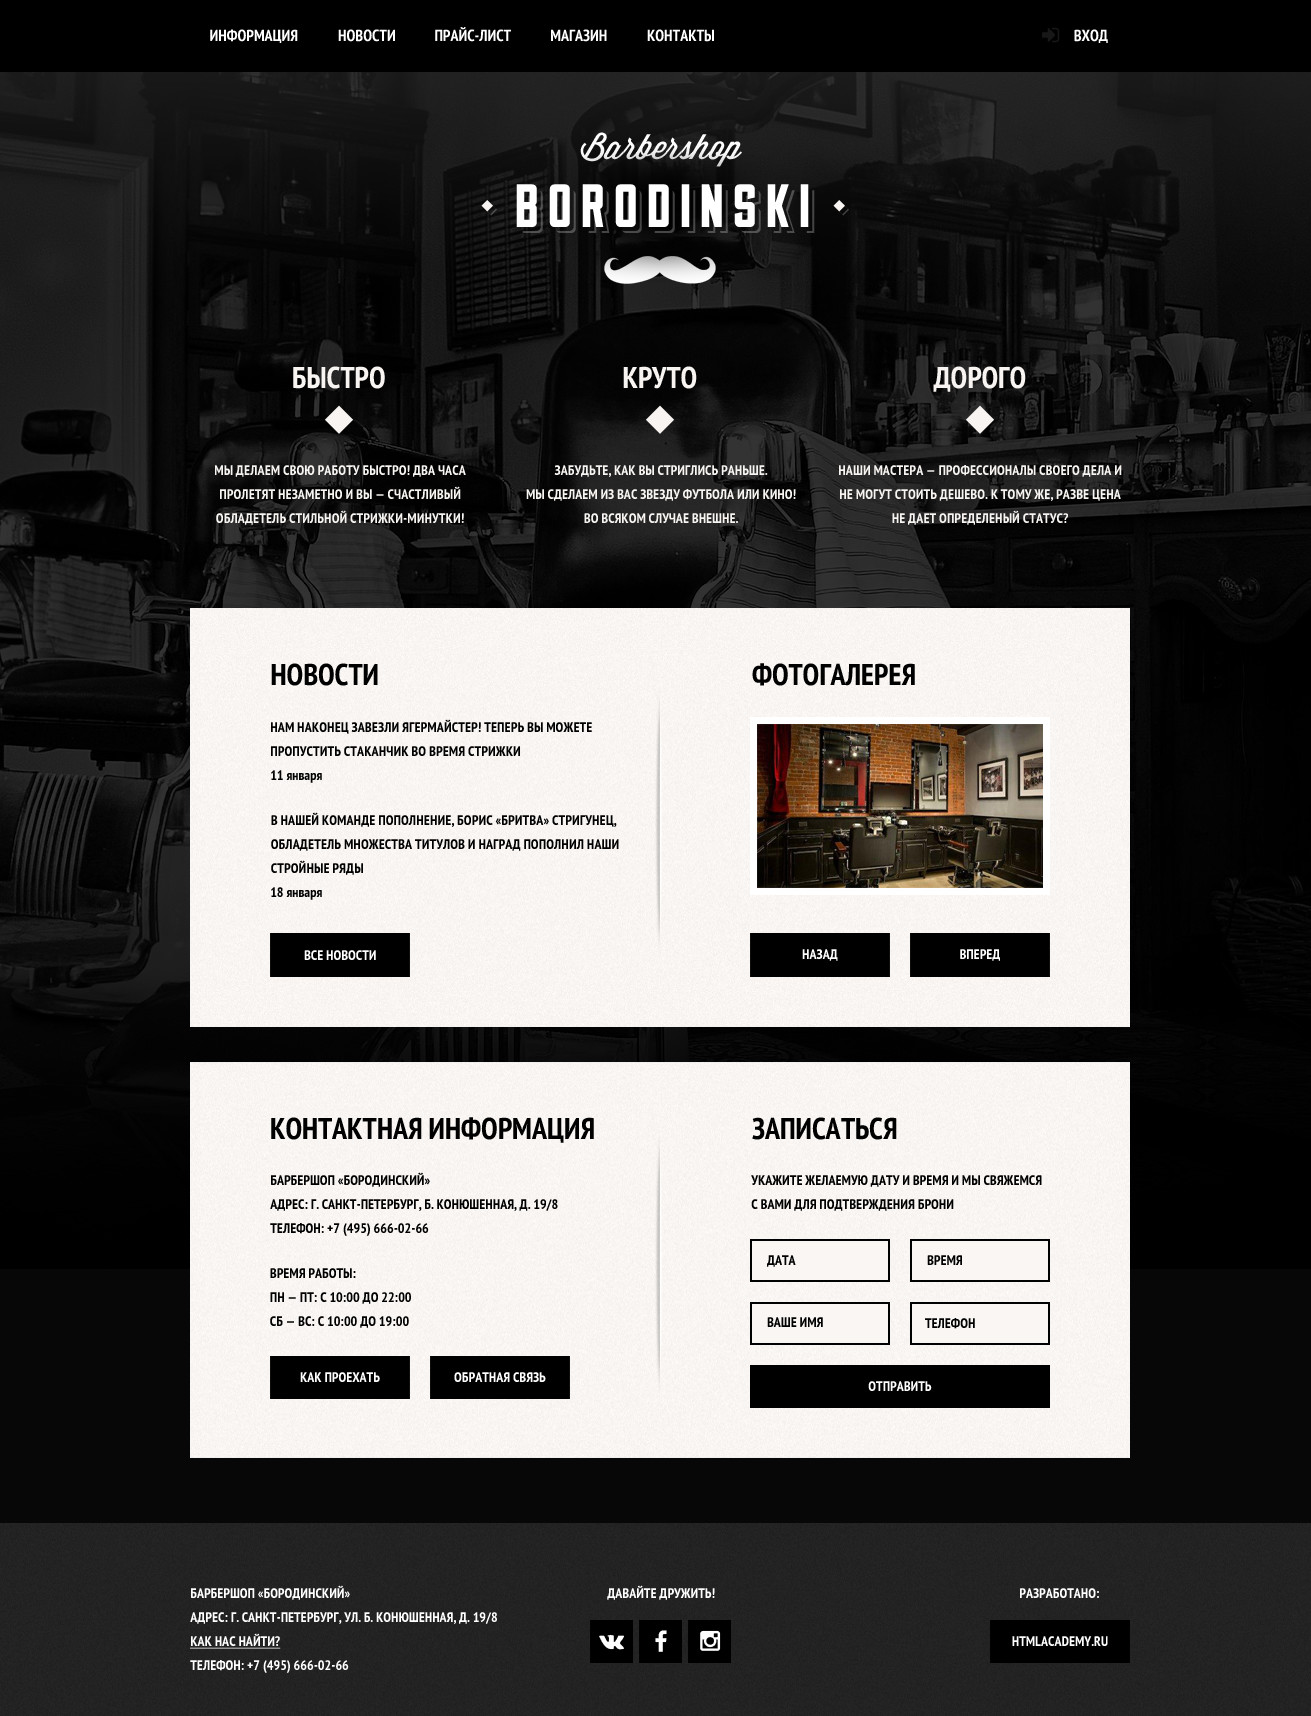 ИНФОРМАЦИЯ НОВОСТИ ПРАЙС-ЛИСТ МАГАЗИН КОНТАКТЫ ВХОД
Barbershop
BORODINSKI
БЫСТРО
МЫ ДЕЛАЕМ СВОЮ РАБОТУ БЫСТРО! ДВА ЧАСА
ПРОЛЕТЯТ НЕЗАМЕТНО И ВЫ — СЧАСТЛИВЫЙ
ОБЛАДЕТЕЛЬ СТИЛЬНОЙ СТРИЖКИ-МИНУТКИ!
КРУТО
ЗАБУДЬТЕ, КАК ВЫ СТРИГЛИСЬ РАНЬШЕ.
МЫ СДЕЛАЕМ ИЗ ВАС ЗВЕЗДУ ФУТБОЛА ИЛИ КИНО!
ВО ВСЯКОМ СЛУЧАЕ ВНЕШНЕ.
ДОРОГО
НАШИ МАСТЕРА — ПРОФЕССИОНАЛЫ СВОЕГО ДЕЛА И
НЕ МОГУТ СТОИТЬ ДЕШЕВО. К ТОМУ ЖЕ, РАЗВЕ ЦЕНА
НЕ ДАЕТ ОПРЕДЕЛЕНЫЙ СТАТУС?
НОВОСТИ
НАМ НАКОНЕЦ ЗАВЕЗЛИ ЯГЕРМАЙСТЕР! ТЕПЕРЬ ВЫ МОЖЕТЕ
ПРОПУСТИТЬ СТАКАНЧИК ВО ВРЕМЯ СТРИЖКИ
11 января
В НАШЕЙ КОМАНДЕ ПОПОЛНЕНИЕ, БОРИС «БРИТВА» СТРИГУНЕЦ,
ОБЛАДЕТЕЛЬ МНОЖЕСТВА ТИТУЛОВ И НАГРАД ПОПОЛНИЛ НАШИ
СТРОЙНЫЕ РЯДЫ
18 января
ВСЕ НОВОСТИ
ФОТОГАЛЕРЕЯ
НАЗАД ВПЕРЕД
КОНТАКТНАЯ ИНФОРМАЦИЯ
БАРБЕРШОП «БОРОДИНСКИЙ»
АДРЕС: Г. САНКТ-ПЕТЕРБУРГ, Б. КОНЮШЕННАЯ, Д. 19/8
ТЕЛЕФОН: +7 (495) 666-02-66
ВРЕМЯ РАБОТЫ:
ПН — ПТ: С 10:00 ДО 22:00
СБ — ВС: С 10:00 ДО 19:00
КАК ПРОЕХАТЬ ОБРАТНАЯ СВЯЗЬ
ЗАПИСАТЬСЯ
УКАЖИТЕ ЖЕЛАЕМУЮ ДАТУ И ВРЕМЯ И МЫ СВЯЖЕМСЯ
С ВАМИ ДЛЯ ПОДТВЕРЖДЕНИЯ БРОНИ
ДАТА ВРЕМЯ
ВАШЕ ИМЯ ТЕЛЕФОН
ОТПРАВИТЬ
БАРБЕРШОП «БОРОДИНСКИЙ»
АДРЕС: Г. САНКТ-ПЕТЕРБУРГ, УЛ. Б. КОНЮШЕННАЯ, Д. 19/8
КАК НАС НАЙТИ?
ТЕЛЕФОН: +7 (495) 666-02-66
ДАВАЙТЕ ДРУЖИТЬ!
РАЗРАБОТАНО:
HTMLACADEMY.RU